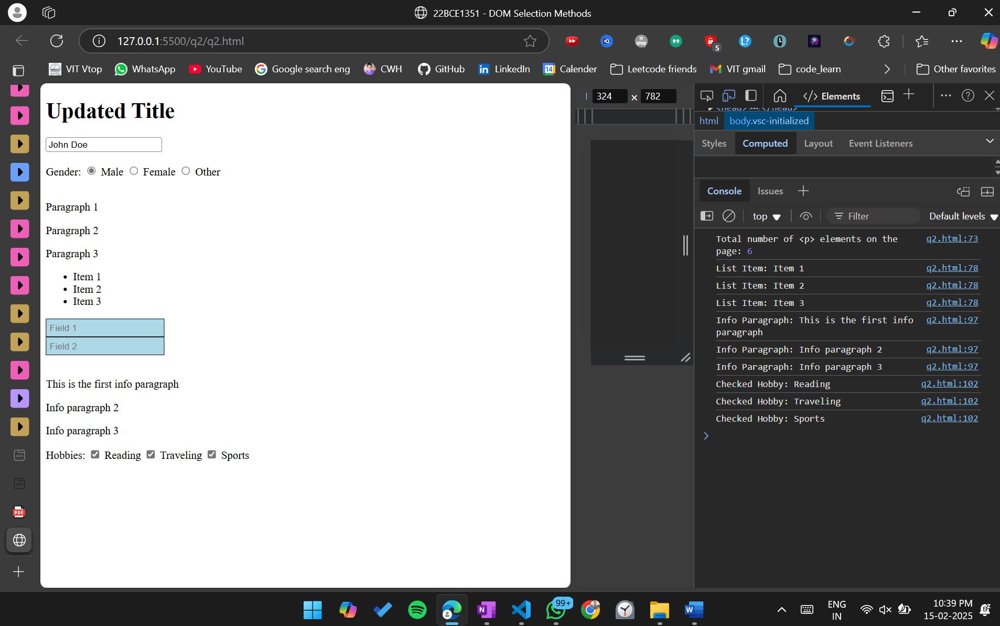 22BCE1351 - DOM Selection Methods
127.0.0.1:5500/q2/q2.html
YT
SPEED
5
VIT Vtop
WhatsApp
YouTube
Google search eng
CWH
GitHub
LinkedIn
14
Calender
Leetcode friends
VIT gmail
code_learn
Other favorites
Updated Title
John Doe
Gender: Male Female Other
Paragraph 1
Paragraph 2
Paragraph 3
Item 1
Item 2
Item 3
Field 1
Field 2
This is the first info paragraph
Info paragraph 2
Info paragraph 3
Hobbies: Reading Traveling Sports
PDF
324 × 782
Elements
html body.vsc-initialized
Styles Computed Layout Event Listeners
Console Issues
top Filter Default levels
Total number of <p> elements on the q2.html:73
page: 6
List Item: Item 1 q2.html:78
List Item: Item 2 q2.html:78
List Item: Item 3 q2.html:78
Info Paragraph: This is the first info q2.html:97
paragraph
Info Paragraph: Info paragraph 2 q2.html:97
Info Paragraph: Info paragraph 3 q2.html:97
Checked Hobby: Reading q2.html:102
Checked Hobby: Traveling q2.html:102
Checked Hobby: Sports q2.html:102
99+
ENG
IN
10:39 PM
15-02-2025